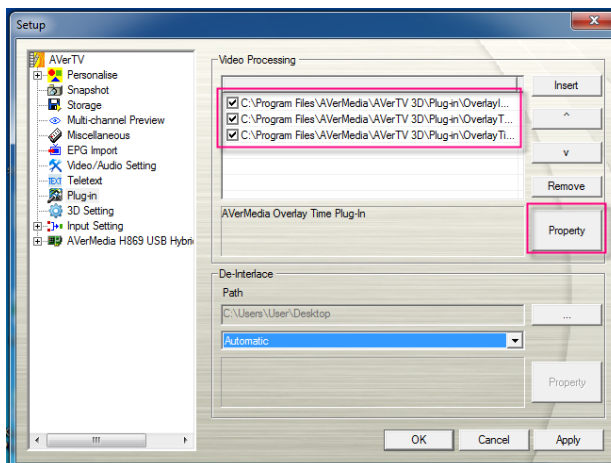 Setup
AVerTV
Personalise
Snapshot
Storage
Multi-channel Preview
Miscellaneous
EPG Import
Video/Audio Setting
TEXT Teletext
Plug-in
3D Setting
Input Setting
AVerMedia H869 USB Hybri
Video Processing
C:\Program Files\AVerMedia\AVerTV 3D\Plug-in\OverlayI...
C:\Program Files\AVerMedia\AVerTV 3D\Plug-in\OverlayT...
C:\Program Files\AVerMedia\AVerTV 3D\Plug-in\OverlayTi...
Insert
^
v
Remove
AVerMedia Overlay Time Plug-In
Property
De-Interlace
Path
C:\Users\User\Desktop
...
Automatic
Property
OK
Cancel
Apply